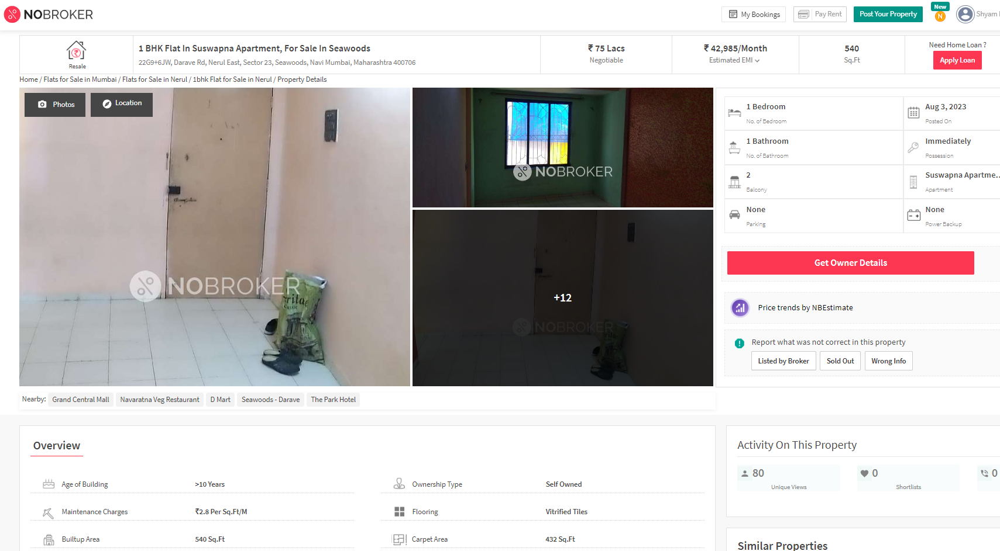 NOBROKER
My Bookings
Pay Rent
Post Your Property
New
N
Shyam
Resale
1 BHK Flat In Suswapna Apartment, For Sale In Seawoods
22G9+6JW, Darave Rd, Nerul East, Sector 23, Seawoods, Navi Mumbai, Maharashtra 400706
₹ 75 Lacs
Negotiable
₹ 42,985/Month
Estimated EMI
540
Sq.Ft
Need Home Loan ?
Apply Loan
Home / Flats for Sale in Mumbai / Flats for Sale in Nerul / 1bhk Flat for Sale in Nerul / Property Details
Photos
Location
NOBROKER
Classic
NOBROKER
+12
NOBROKER
1 Bedroom
No. of Bedroom
Aug 3, 2023
Posted On
1 Bathroom
No. of Bathroom
Immediately
Possession
2
Balcony
Suswapna Apartme..
Apartment
None
Parking
None
Power Backup
Get Owner Details
Price trends by NBEstimate
Report what was not correct in this property
Listed by Broker
Sold Out
Wrong Info
Nearby:
Grand Central Mall
Navaratna Veg Restaurant
D Mart
Seawoods - Darave
The Park Hotel
Overview
Age of Building
>10 Years
Ownership Type
Self Owned
Maintenance Charges
₹2.8 Per Sq.Ft/M
Flooring
Vitrified Tiles
Builtup Area
540 Sq.Ft
Carpet Area
432 Sq.Ft
Activity On This Property
80
Unique Views
0
Shortlists
0
Similar Properties